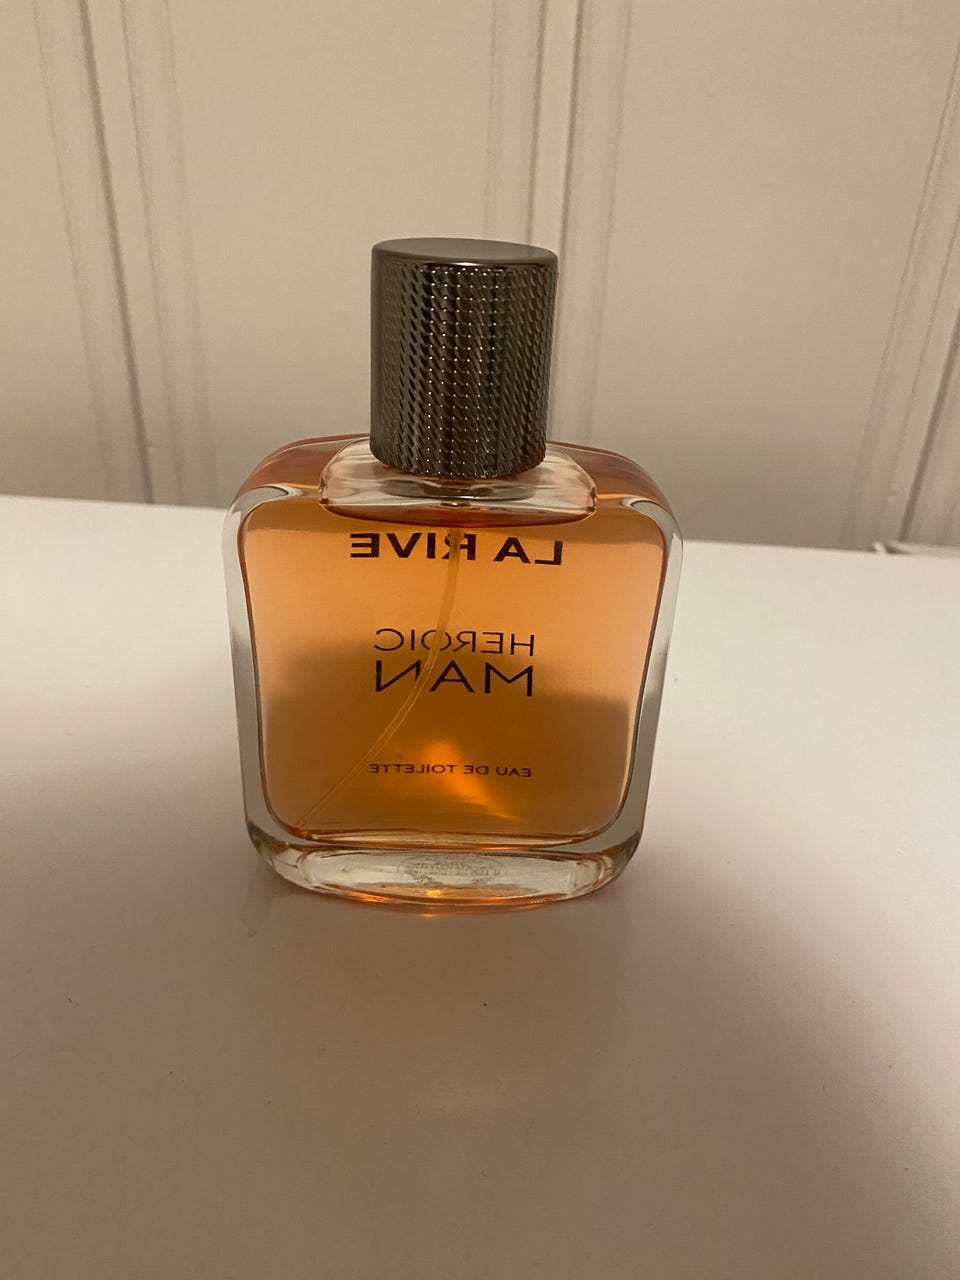 LA RIVE
HEROIC
MAN
EAU DE TOILETTE